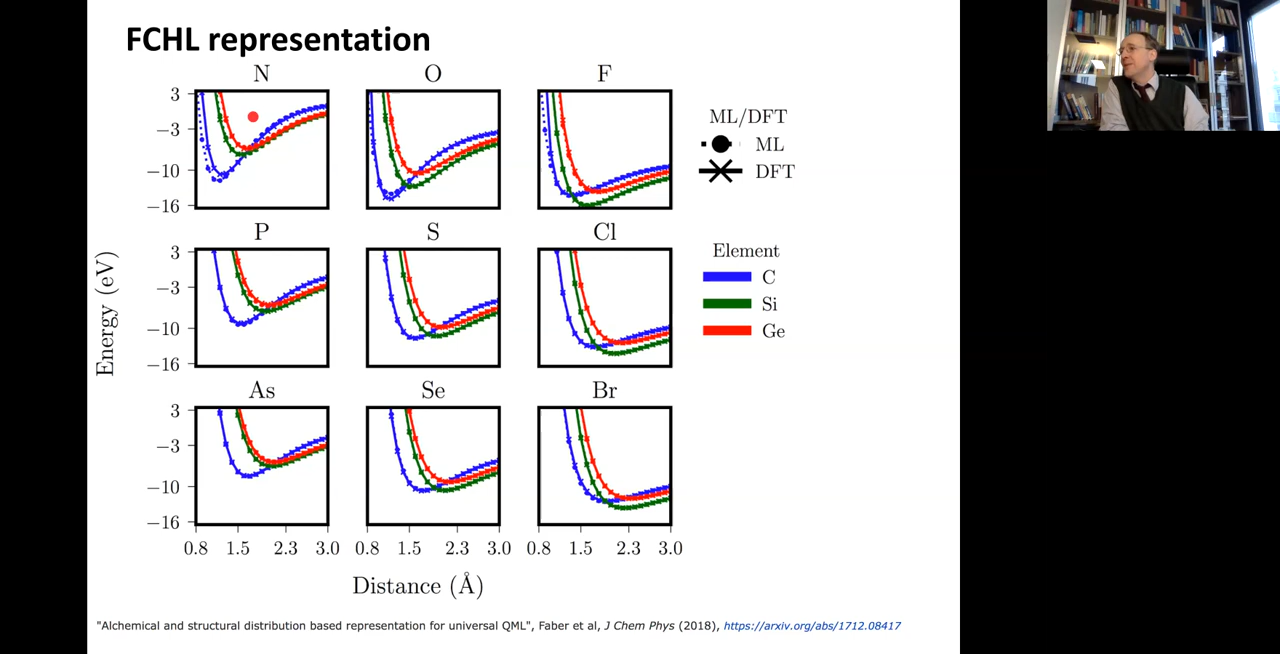 FCHL representation
N O F
3
−3
−10
−16
ML/DFT
ML
DFT
P S Cl
3
−3
−10
−16
Element
C
Si
Ge
Energy (eV)
As Se Br
3
−3
−10
−16
0.8 1.5 2.3 3.0 0.8 1.5 2.3 3.0 0.8 1.5 2.3 3.0
Distance (Å)
"Alchemical and structural distribution based representation for universal QML", Faber et al, J Chem Phys (2018), https://arxiv.org/abs/1712.08417